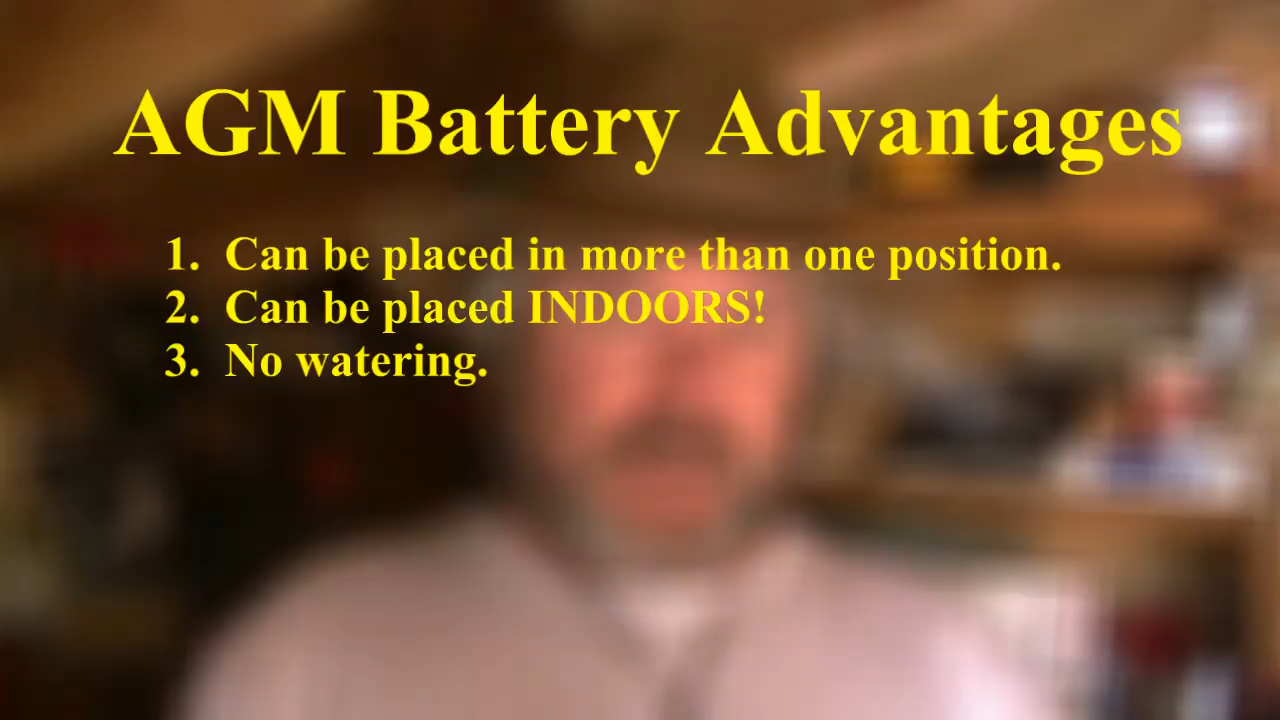 AGM Battery Advantages
1. Can be placed in more than one position.
2. Can be placed INDOORS!
3. No watering.